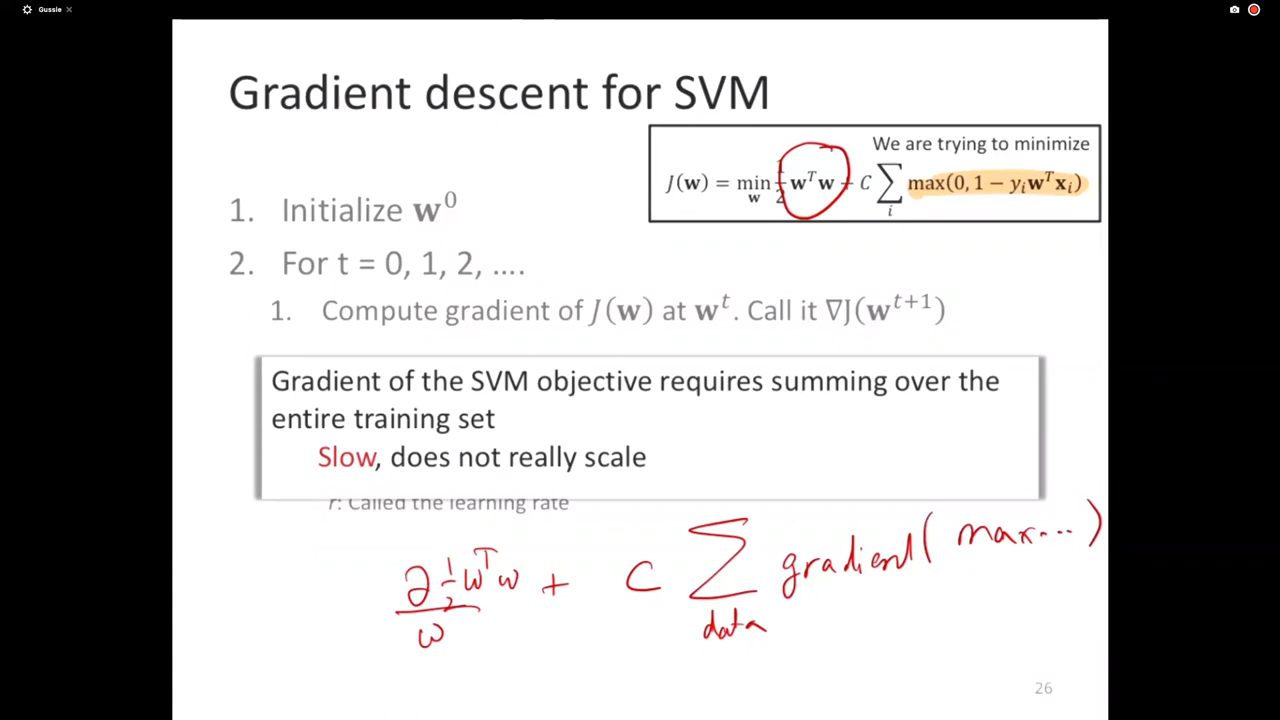 Gussie ×
Gradient descent for SVM
We are trying to minimize
J(w) = min_w 1/2 wᵀw + C ∑_i max(0, 1 − yᵢwᵀxᵢ)
1. Initialize w⁰
2. For t = 0, 1, 2, ….
1. Compute gradient of J(w) at wᵗ. Call it ∇J(wᵗ⁺¹)
Gradient of the SVM objective requires summing over the
entire training set
Slow, does not really scale
r: Called the learning rate
∂ 1/2 wᵀw / w + C ∑_data gradient( max... )
26